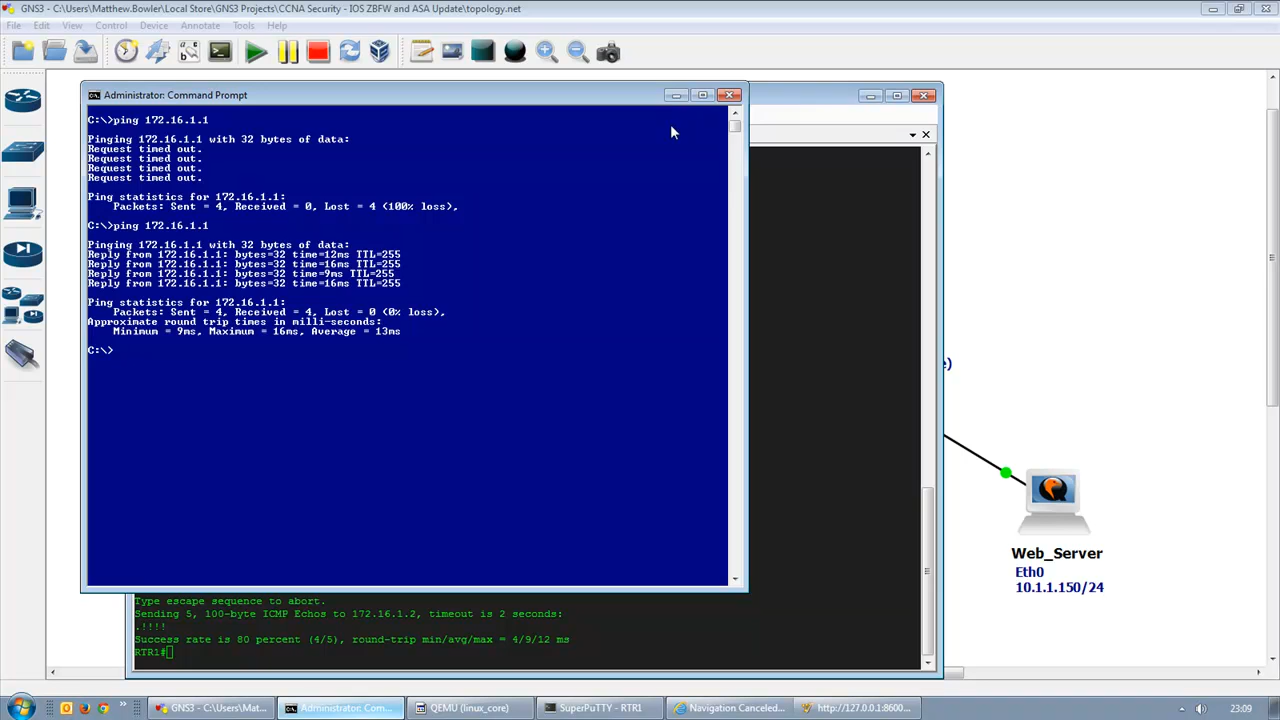 GNS3 - C:\Users\Matthew.Bowler\Local Store\GNS3 Projects\CCNA Security - IOS ZBFW and ASA Update\topology.net
File Edit View Control Device Annotate Tools Help
Administrator: Command Prompt
C:\>ping 172.16.1.1
Pinging 172.16.1.1 with 32 bytes of data:
Request timed out.
Request timed out.
Request timed out.
Request timed out.
Ping statistics for 172.16.1.1:
Packets: Sent = 4, Received = 0, Lost = 4 (100% loss),
C:\>ping 172.16.1.1
Pinging 172.16.1.1 with 32 bytes of data:
Reply from 172.16.1.1: bytes=32 time=12ms TTL=255
Reply from 172.16.1.1: bytes=32 time=16ms TTL=255
Reply from 172.16.1.1: bytes=32 time=9ms TTL=255
Reply from 172.16.1.1: bytes=32 time=16ms TTL=255
Ping statistics for 172.16.1.1:
Packets: Sent = 4, Received = 4, Lost = 0 (0% loss),
Approximate round trip times in milli-seconds:
Minimum = 9ms, Maximum = 16ms, Average = 13ms
C:\>
e)
Web_Server
Eth0
10.1.1.150/24
Type escape sequence to abort.
Sending 5, 100-byte ICMP Echos to 172.16.1.2, timeout is 2 seconds:
.!!!!
Success rate is 80 percent (4/5), round-trip min/avg/max = 4/9/12 ms
RTR1#
GNS3 - C:\Users\Mat... Administrator: Com... QEMU (linux_core) SuperPuTTY - RTR1 Navigation Canceled... http://127.0.0.1:8600... 23:09